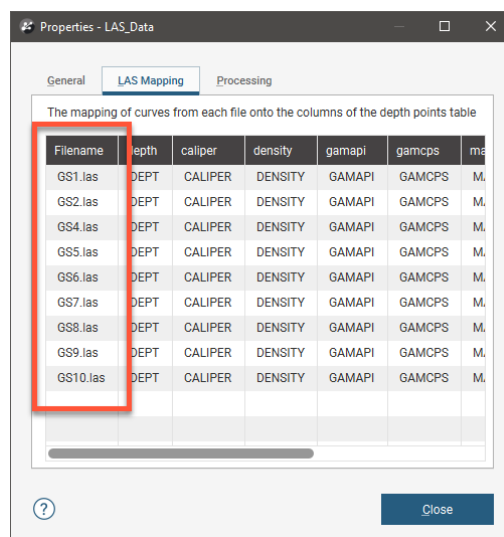 Properties - LAS_Data
General LAS Mapping Processing
The mapping of curves from each file onto the columns of the depth points table
Filename depth caliper density gamapi gamcps ma
GS1.las DEPT CALIPER DENSITY GAMAPI GAMCPS M
GS2.las DEPT CALIPER DENSITY GAMAPI GAMCPS M
GS4.las DEPT CALIPER DENSITY GAMAPI GAMCPS M
GS5.las DEPT CALIPER DENSITY GAMAPI GAMCPS M
GS6.las DEPT CALIPER DENSITY GAMAPI GAMCPS M
GS7.las DEPT CALIPER DENSITY GAMAPI GAMCPS M
GS8.las DEPT CALIPER DENSITY GAMAPI GAMCPS M
GS9.las DEPT CALIPER DENSITY GAMAPI GAMCPS M
GS10.las DEPT CALIPER DENSITY GAMAPI GAMCPS M
? Close